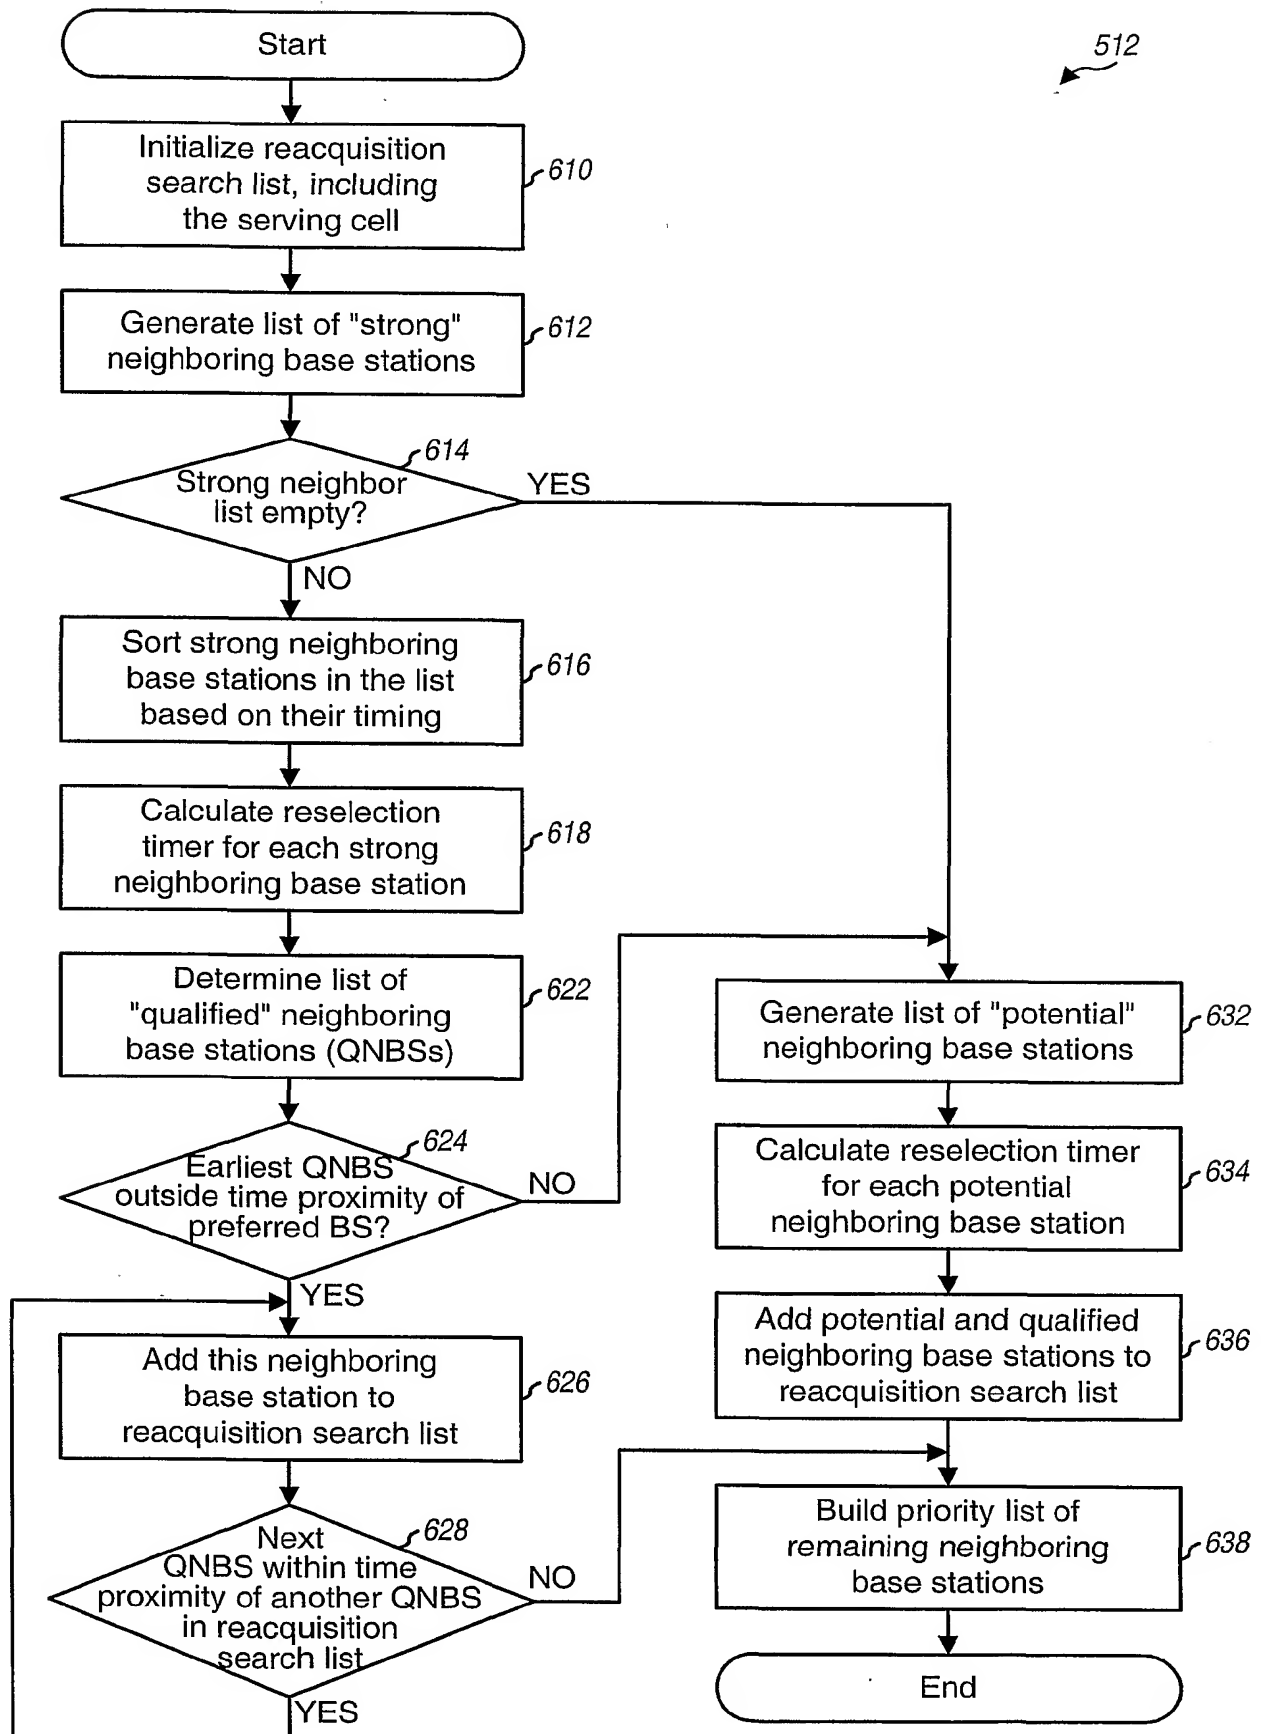 Start
512
Initialize reacquisition
search list, including
the serving cell
610
Generate list of "strong"
neighboring base stations
612
614
Strong neighbor
list empty?
YES
NO
Sort strong neighboring
base stations in the list
based on their timing
616
Calculate reselection
timer for each strong
neighboring base station
618
Determine list of
"qualified" neighboring
base stations (QNBSs)
622
624
Earliest QNBS
outside time proximity of
preferred BS?
NO
YES
Add this neighboring
base station to
reacquisition search list
626
628
Next
QNBS within time
proximity of another QNBS
in reacquisition
search list
NO
YES
Generate list of "potential"
neighboring base stations
632
Calculate reselection timer
for each potential
neighboring base station
634
Add potential and qualified
neighboring base stations to
reacquisition search list
636
Build priority list of
remaining neighboring
base stations
638
End